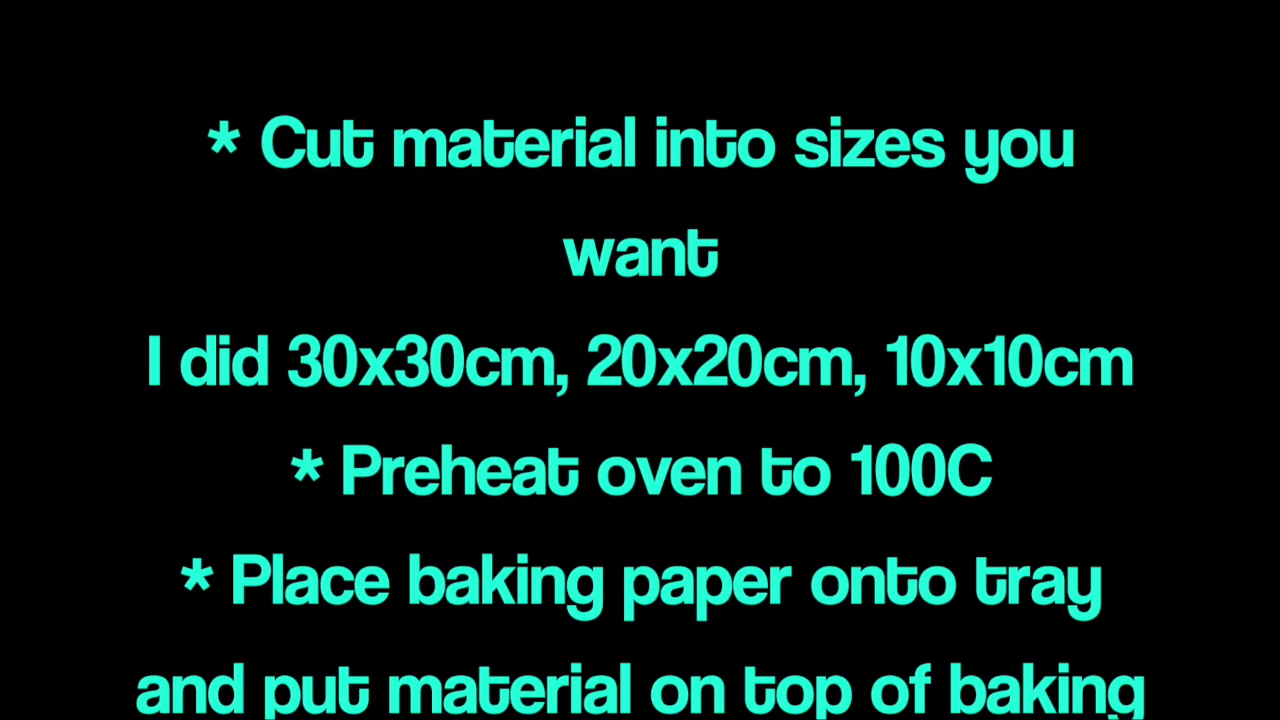 * Cut material into sizes you
want
I did 30x30cm, 20x20cm, 10x10cm
* Preheat oven to 100C
* Place baking paper onto tray
and put material on top of baking